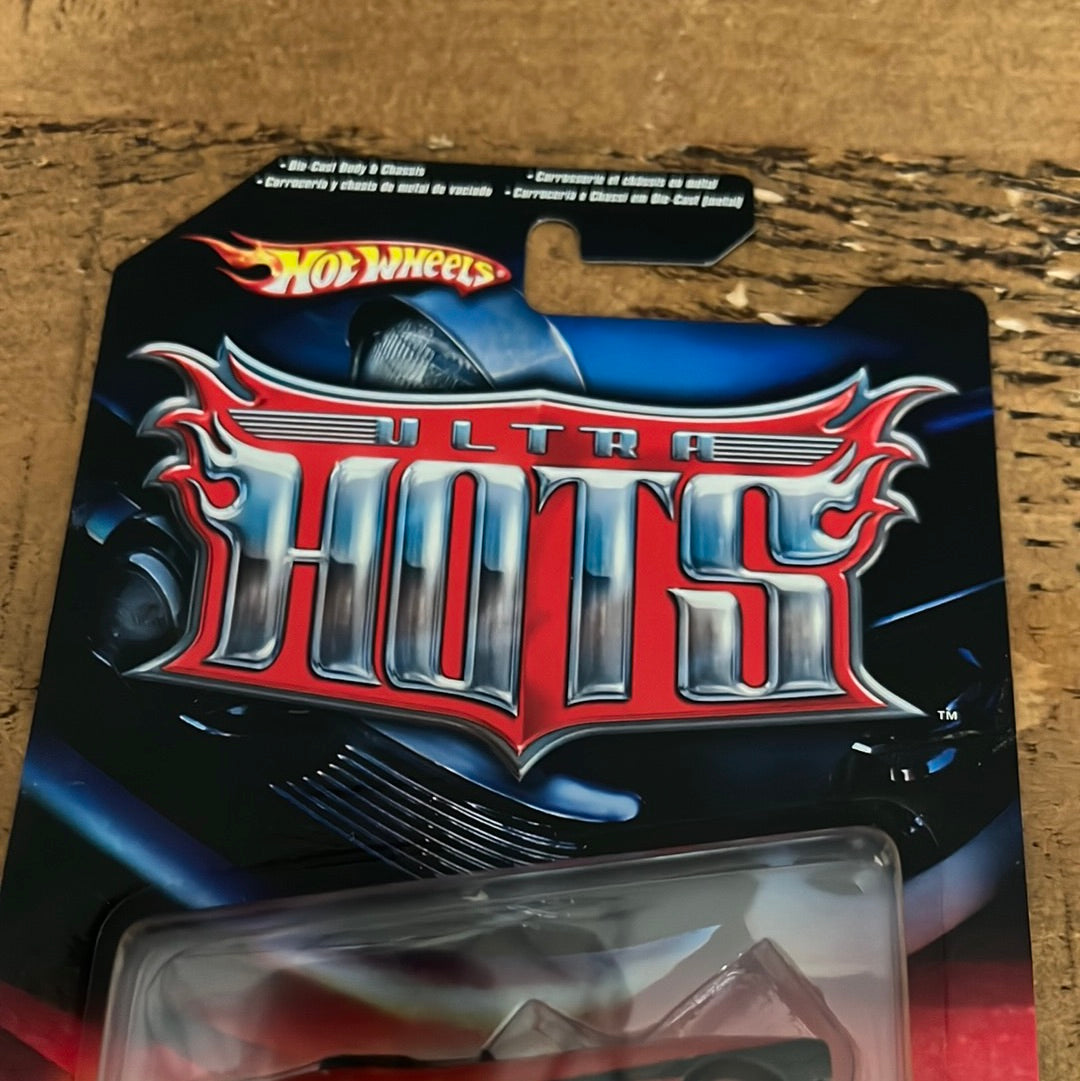 • Die-Cast Body & Chassis
• Carrocería y chasis de metal de vaciado
• Carrosserie et châssis en métal
• Carroceria e Chassi em Die-Cast (metal)
HOT WHEELS®
ULTRA
HOTS
™